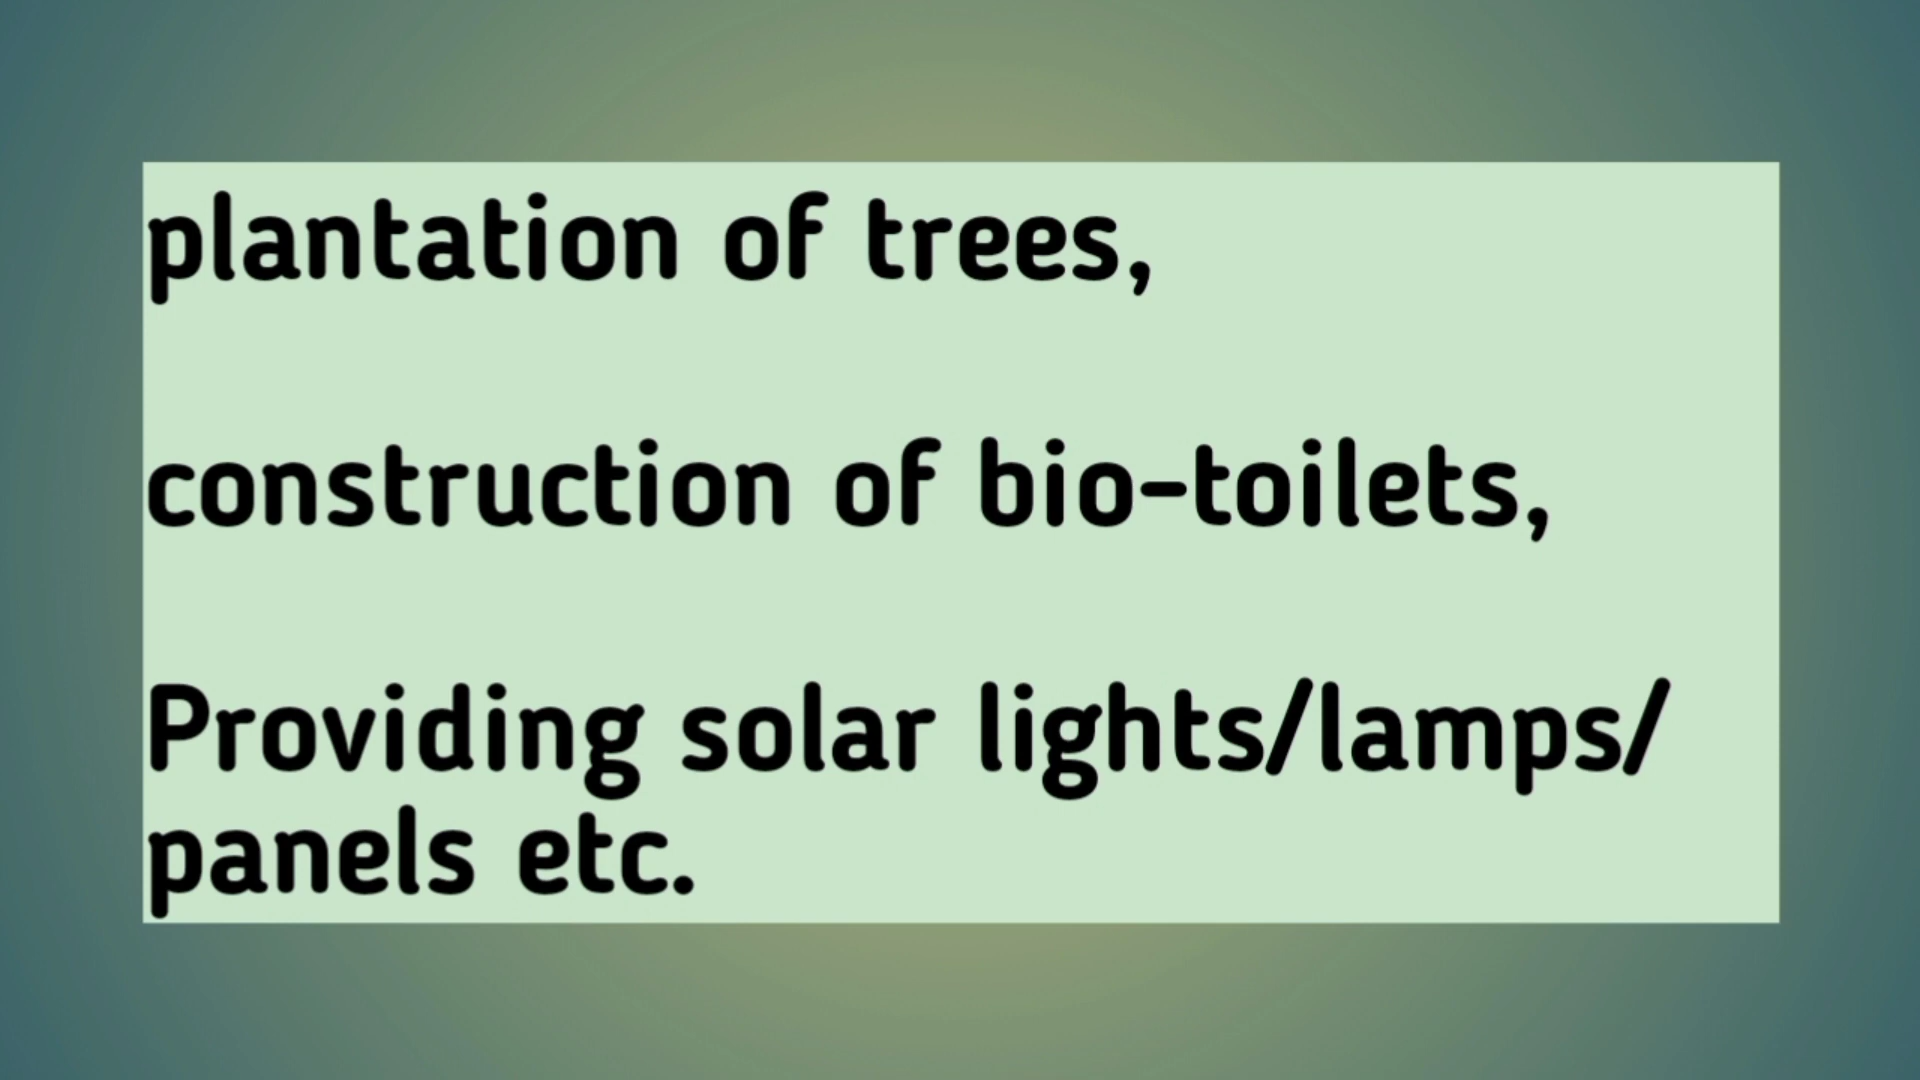 plantation of trees,
construction of bio-toilets,
Providing solar lights/lamps/
panels etc.